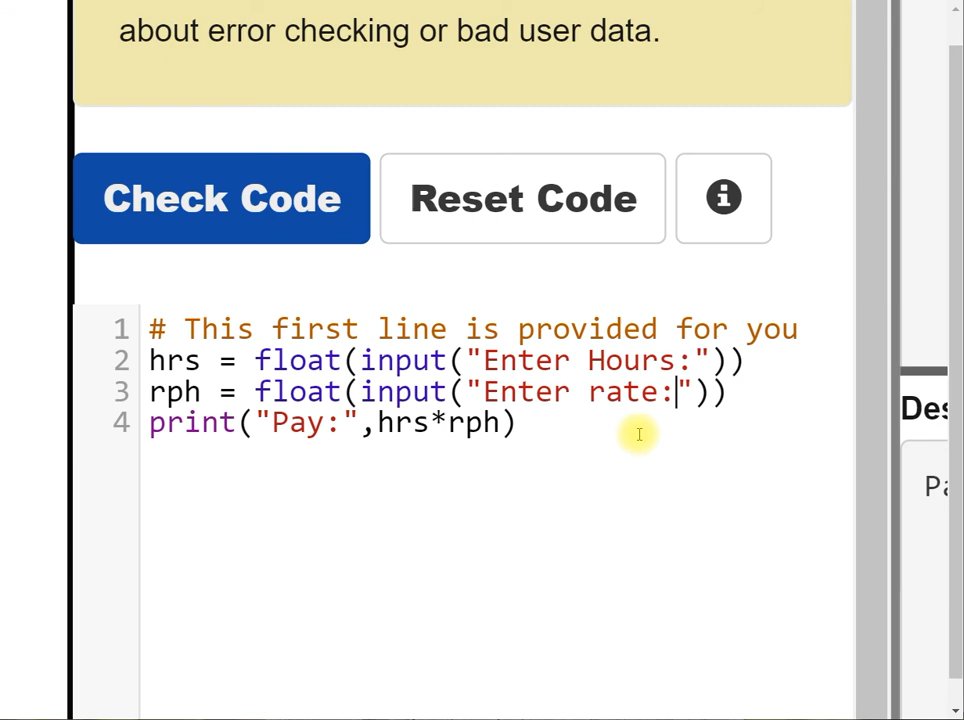 about error checking or bad user data.
Check Code
Reset Code
1 # This first line is provided for you
2 hrs = float(input("Enter Hours:"))
3 rph = float(input("Enter rate:"))
4 print("Pay:",hrs*rph)